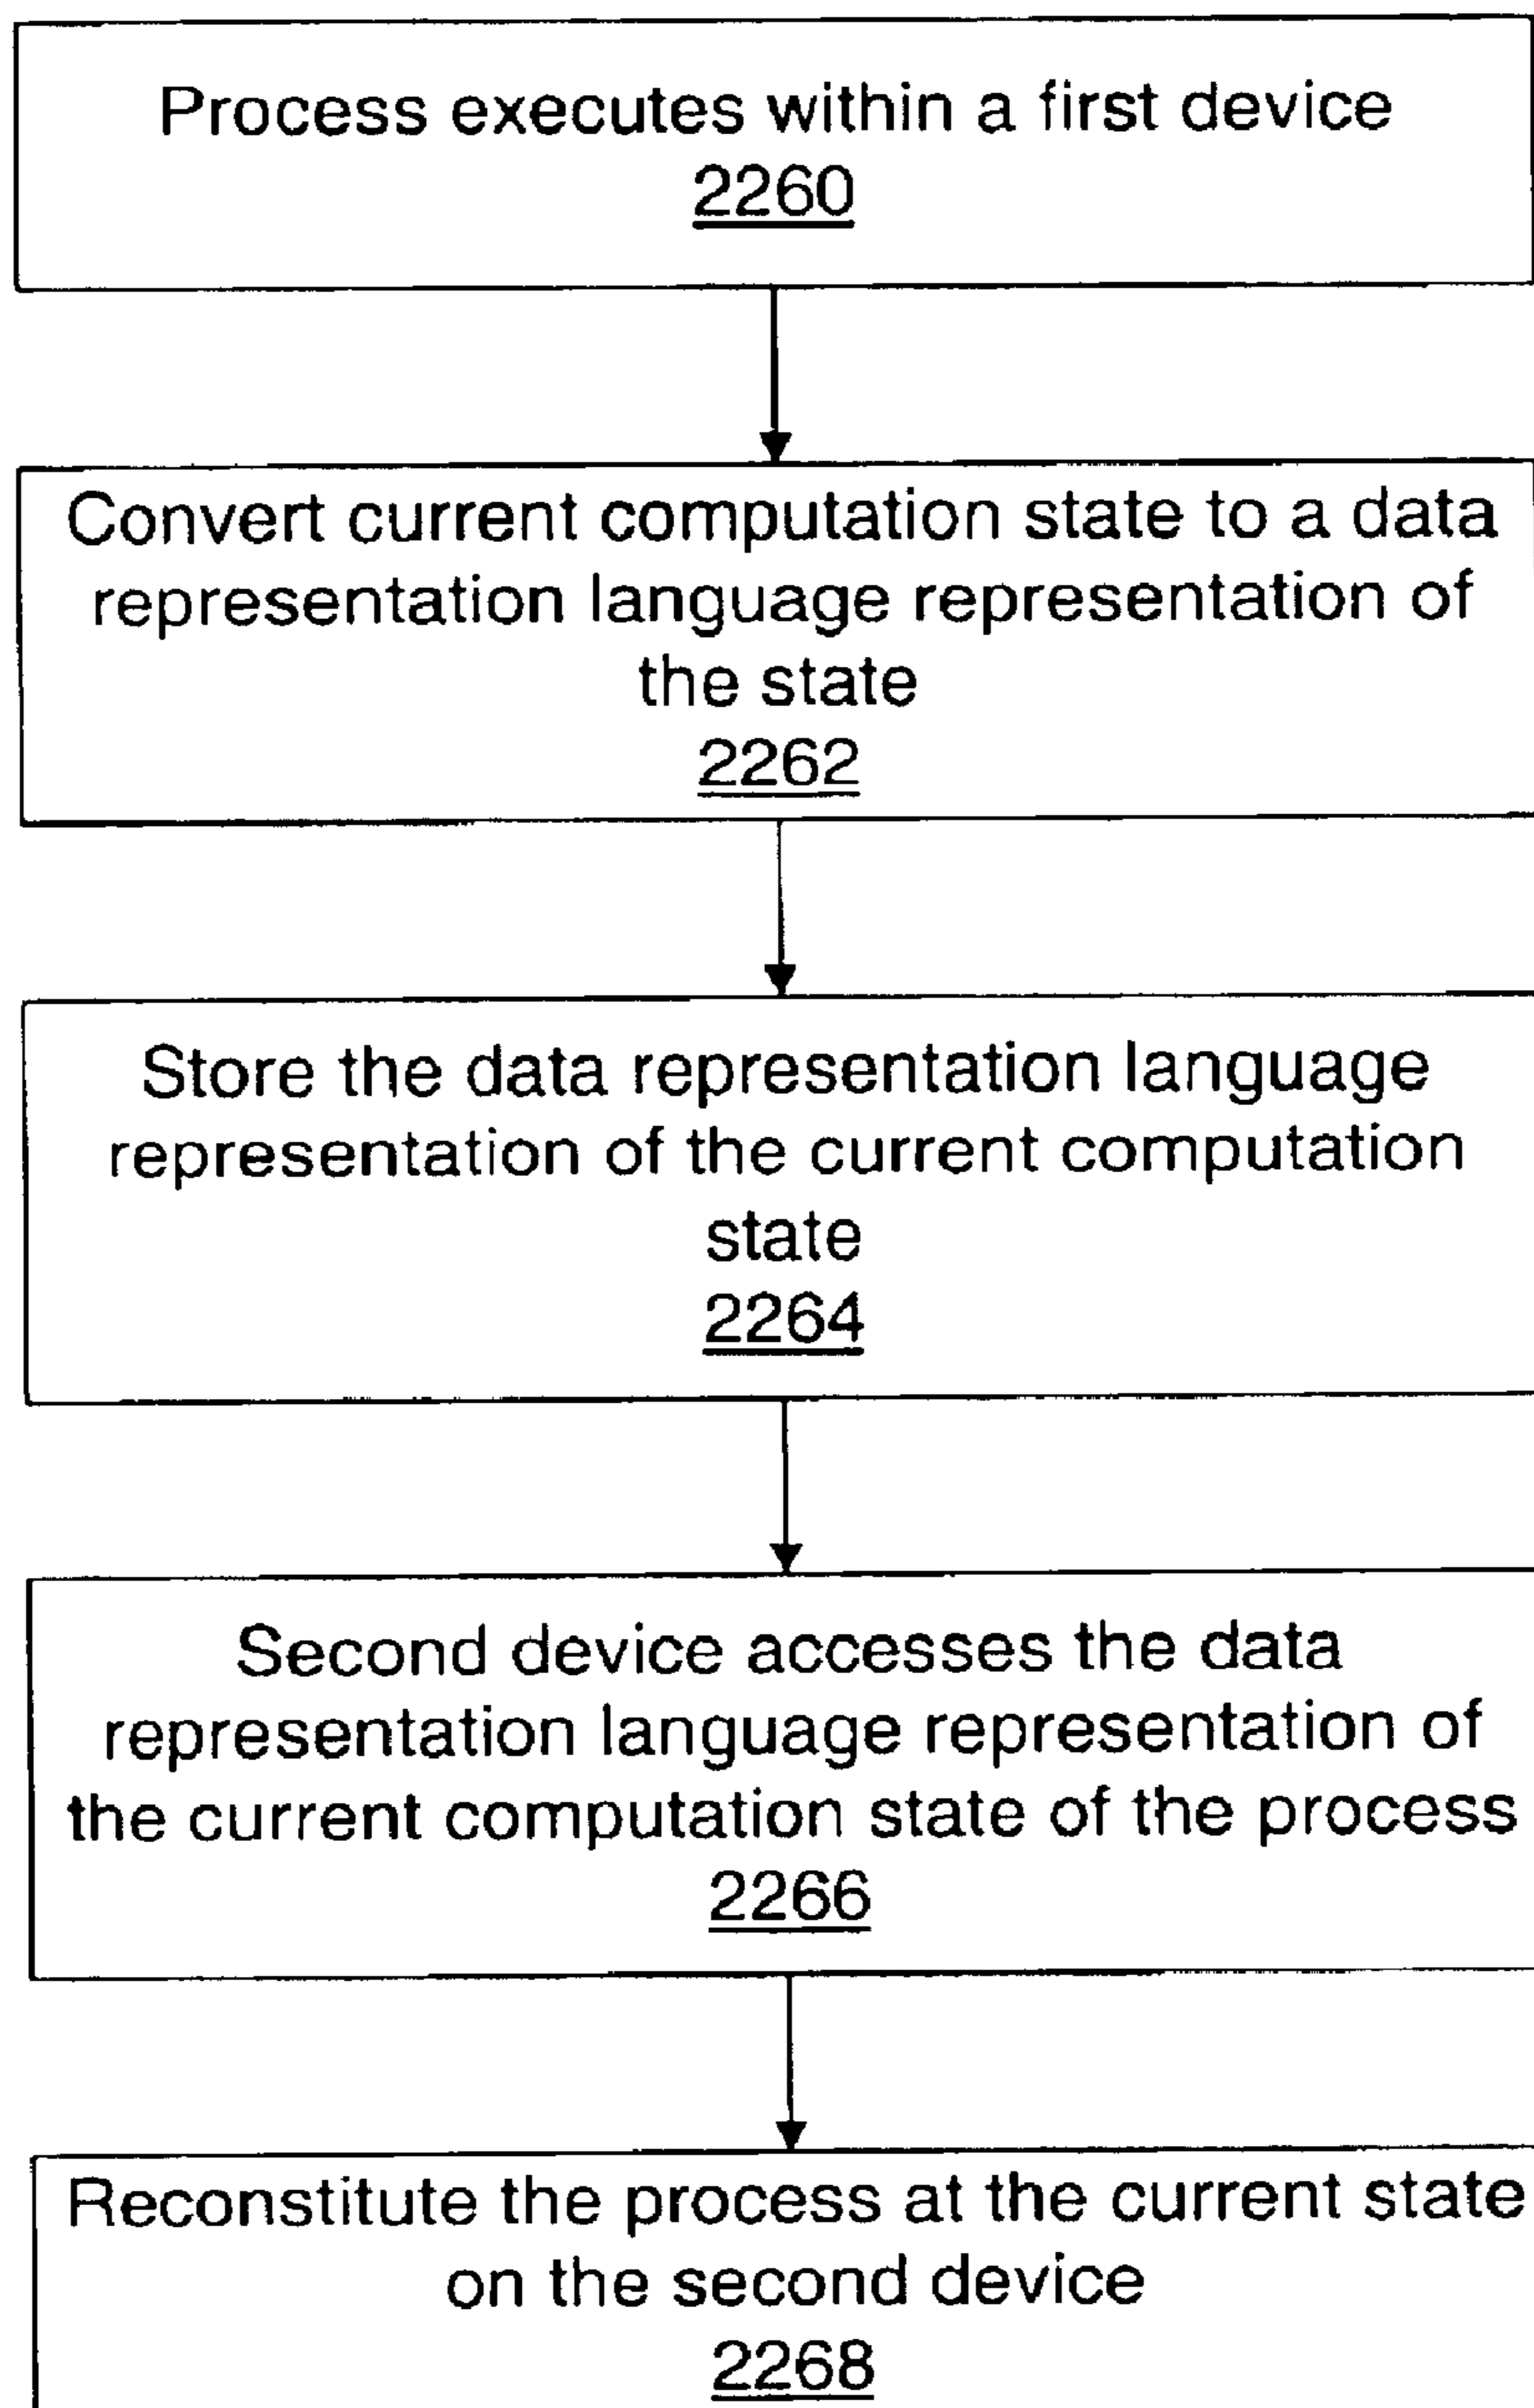 Process executes within a first device
2260
Convert current computation state to a data
representation language representation of
the state
2262
Store the data representation language
representation of the current computation
state
2264
Second device accesses the data
representation language representation of
the current computation state of the process
2266
Reconstitute the process at the current state
on the second device
2268